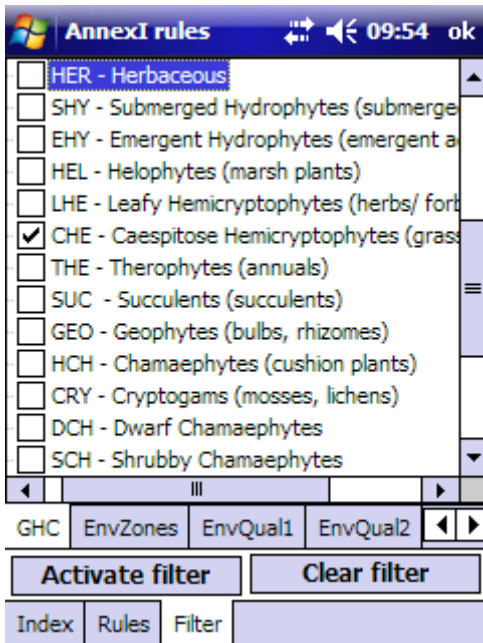 AnnexI rules 09:54 ok
HER - Herbaceous
SHY - Submerged Hydrophytes (submerge
EHY - Emergent Hydrophytes (emergent a
HEL - Helophytes (marsh plants)
LHE - Leafy Hemicryptophytes (herbs/ forb
CHE - Caespitose Hemicryptophytes (grass
THE - Therophytes (annuals)
SUC - Succulents (succulents)
GEO - Geophytes (bulbs, rhizomes)
HCH - Chamaephytes (cushion plants)
CRY - Cryptogams (mosses, lichens)
DCH - Dwarf Chamaephytes
SCH - Shrubby Chamaephytes
GHC EnvZones EnvQual1 EnvQual2
Activate filter Clear filter
Index Rules Filter